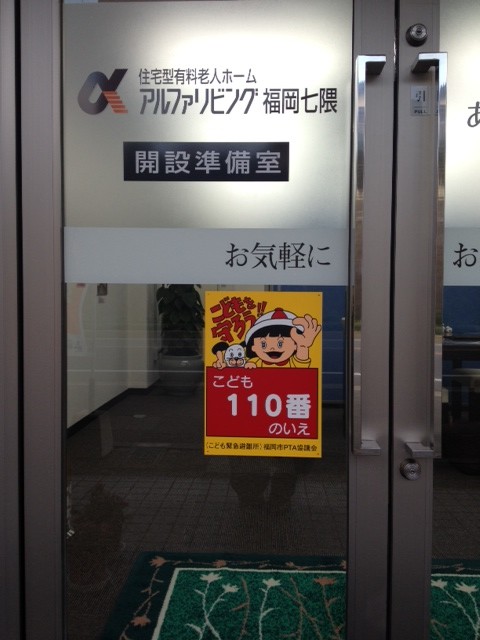 住宅型有料老人ホーム
アルファリビング福岡七隈
開設準備室
お気軽に
こどもを
守ろう!!
こども
110番
のいえ
(こども緊急避難所)福岡市PTA協議会
引
PULL
あ
お